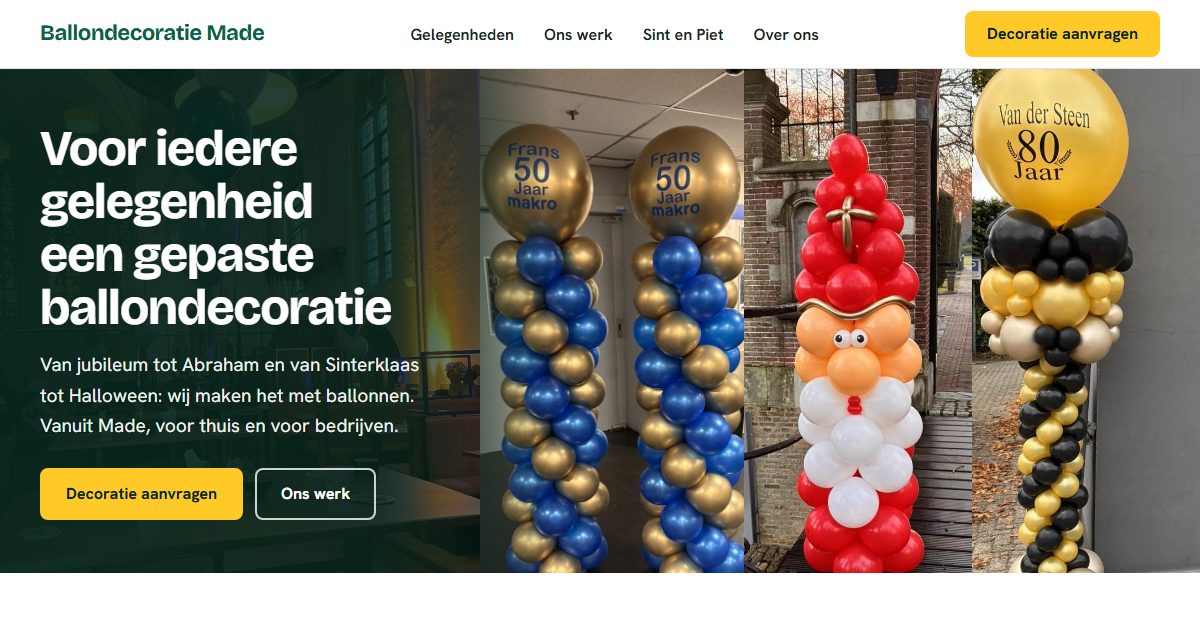 Ballondecoratie Made
Gelegenheden
Ons werk
Sint en Piet
Over ons
Decoratie aanvragen
Voor iedere
gelegenheid
een gepaste
ballondecoratie
Van jubileum tot Abraham en van Sinterklaas
tot Halloween: wij maken het met ballonnen.
Vanuit Made, voor thuis en voor bedrijven.
Decoratie aanvragen
Ons werk
Frans
50
Jaar
makro
Frans
50
Jaar
makro
Van der Steen
80
Jaar